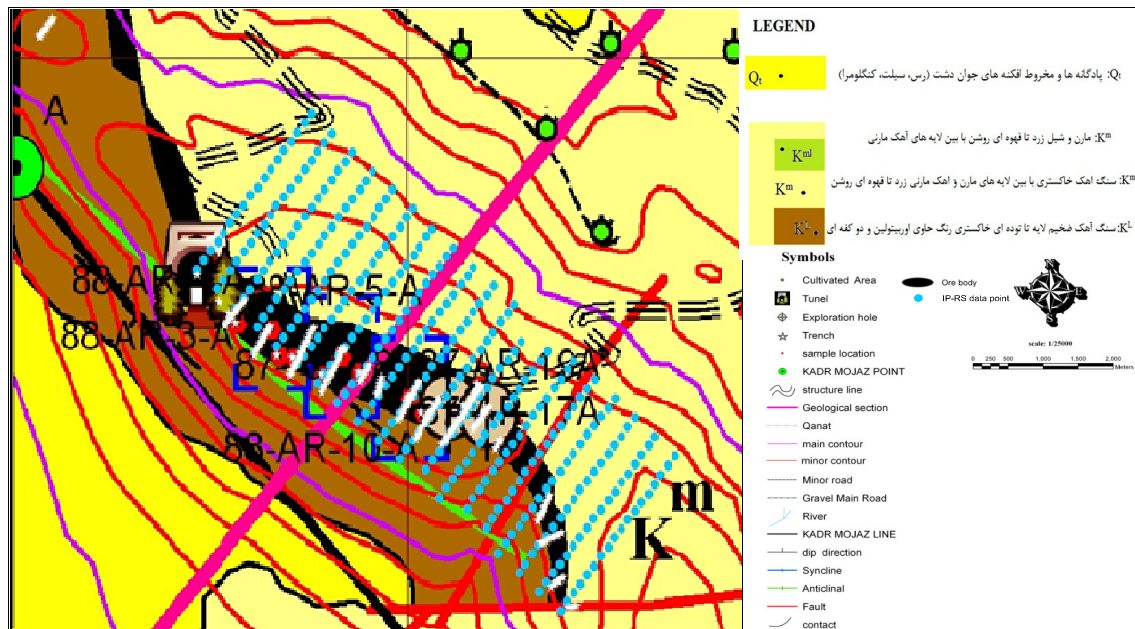 A
88-AR-5-A
88-AR-3-A
88-AR-10-A
17A
K m
LEGEND
Qt
Qt: پادگانه ها و مخروط افکنه های جوان دشت (رس، سیلت، کنگلومرا)
Kml
Km: مارن و شیل زرد تا قهوه ای روشن با بین لایه های آهک مارنی
Km
Km: سنگ اهک خاکستری با بین لایه های مارن و اهک مارنی زرد تا قهوه ای روشن
KL
KL: سنگ آهک ضخیم لایه تا توده ای خاکستری رنگ حاوی اوربیتولین و دو کفه ای
Symbols
Cultivated Area
Tunel
Exploration hole
Trench
sample location
KADR MOJAZ POINT
structure line
Geological section
Qanat
main contour
minor contour
Minor road
Gravel Main Road
River
KADR MOJAZ LINE
dip direction
Syncline
Anticlinal
Fault
contact
Ore body
IP-RS data point
N
E
S
W
scale: 1/25000
0 250 500 1,000 1,500 2,000
Meters